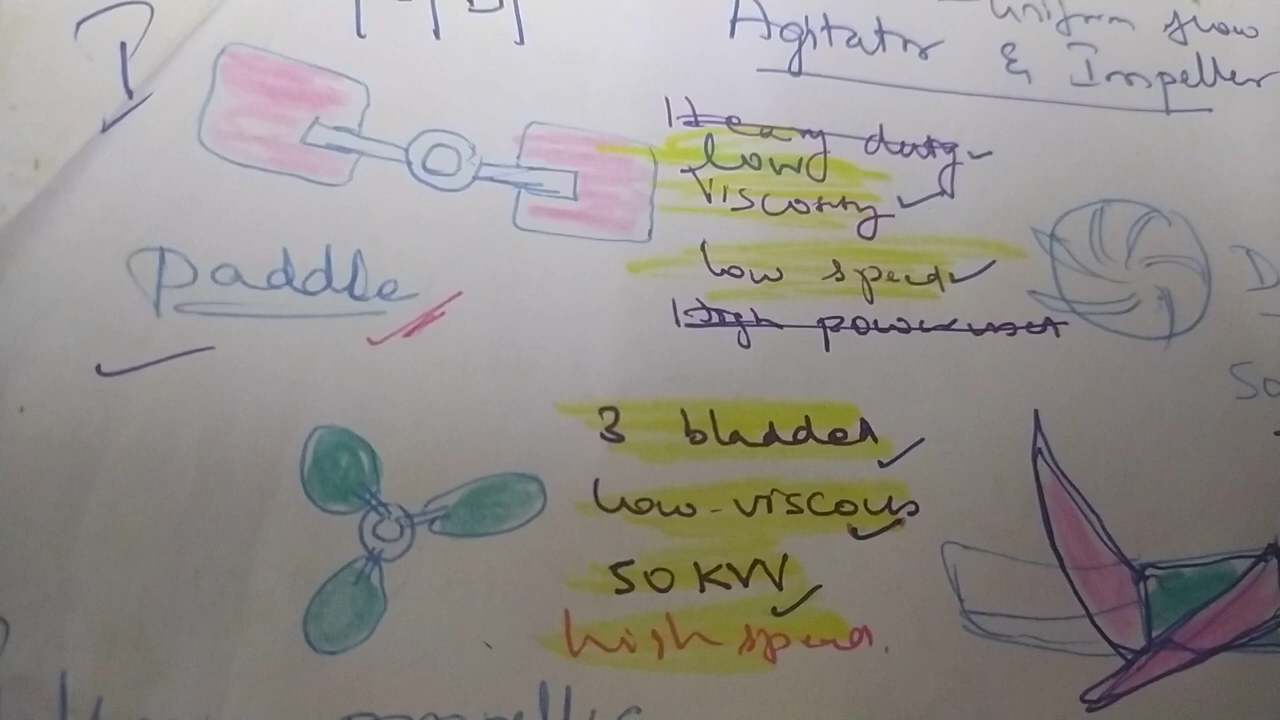 Uniform flow
Agitator & Impeller
Heavy duty
low
viscosity
Paddle
low speed
High power
3 bladded
low-viscous
50 KW
high speed.